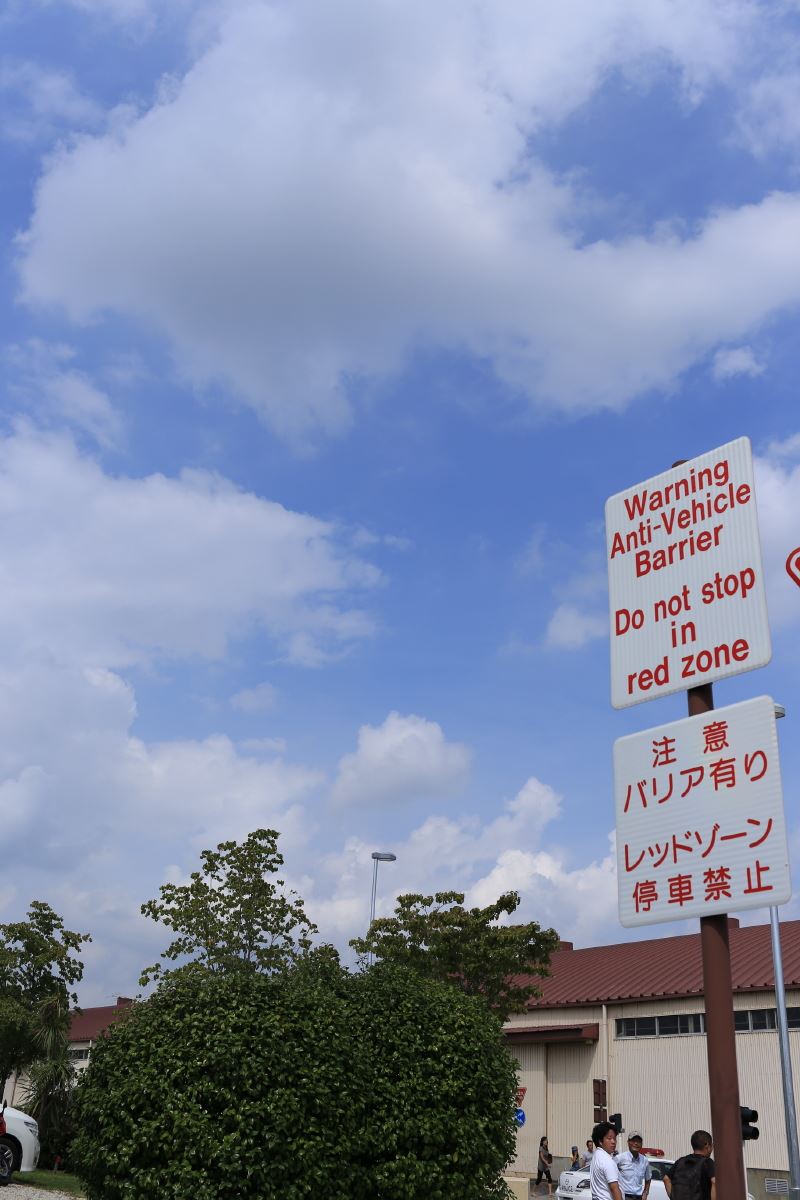 Warning
Anti-Vehicle
Barrier
Do not stop
in
red zone
注意
バリア有り
レッドゾーン
停車禁止